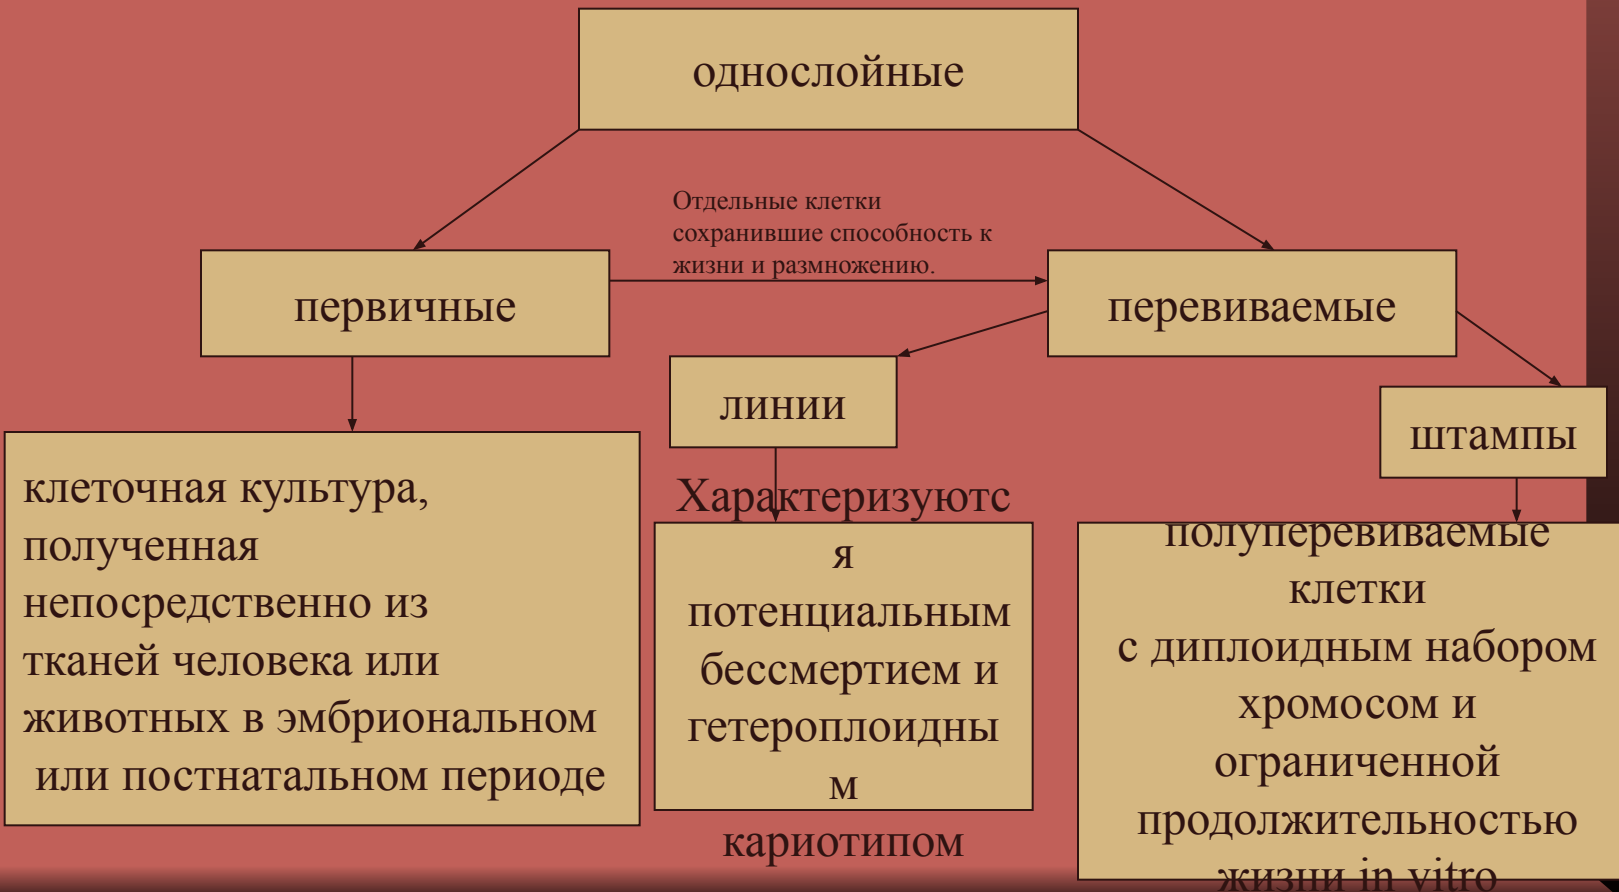 однослойные
Отдельные клетки
сохранившие способность к
жизни и размножению.
первичные
перевиваемые
линии
штампы
клеточная культура,
полученная
непосредственно из
тканей человека или
животных в эмбриональном
или постнатальном периоде
Характеризуютс
я
потенциальным
бессмертием и
гетероплоидны
м
кариотипом
полуперевиваемые
клетки
с диплоидным набором
хромосом и
ограниченной
продолжительностью
жизни in vitro